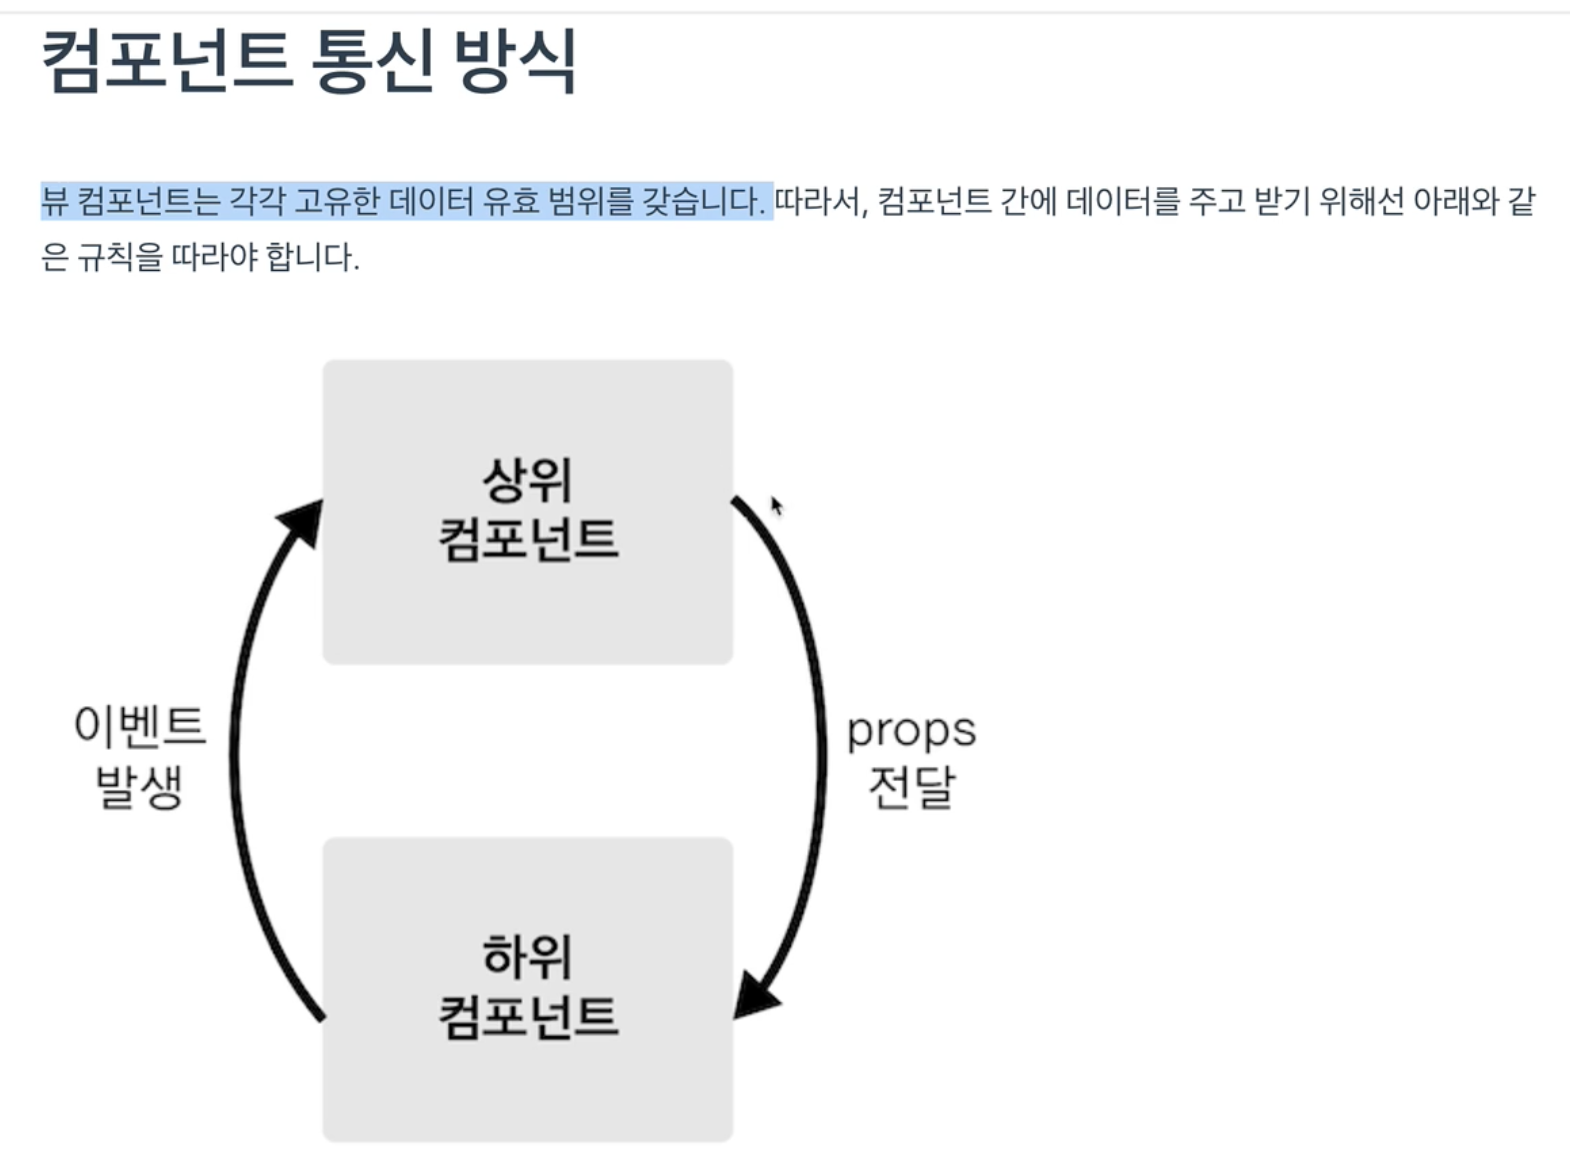 컴포넌트 통신 방식
뷰 컴포넌트는 각각 고유한 데이터 유효 범위를 갖습니다. 따라서, 컴포넌트 간에 데이터를 주고 받기 위해선 아래와 같
은 규칙을 따라야 합니다.
상위
컴포넌트
이벤트
발생
props
전달
하위
컴포넌트